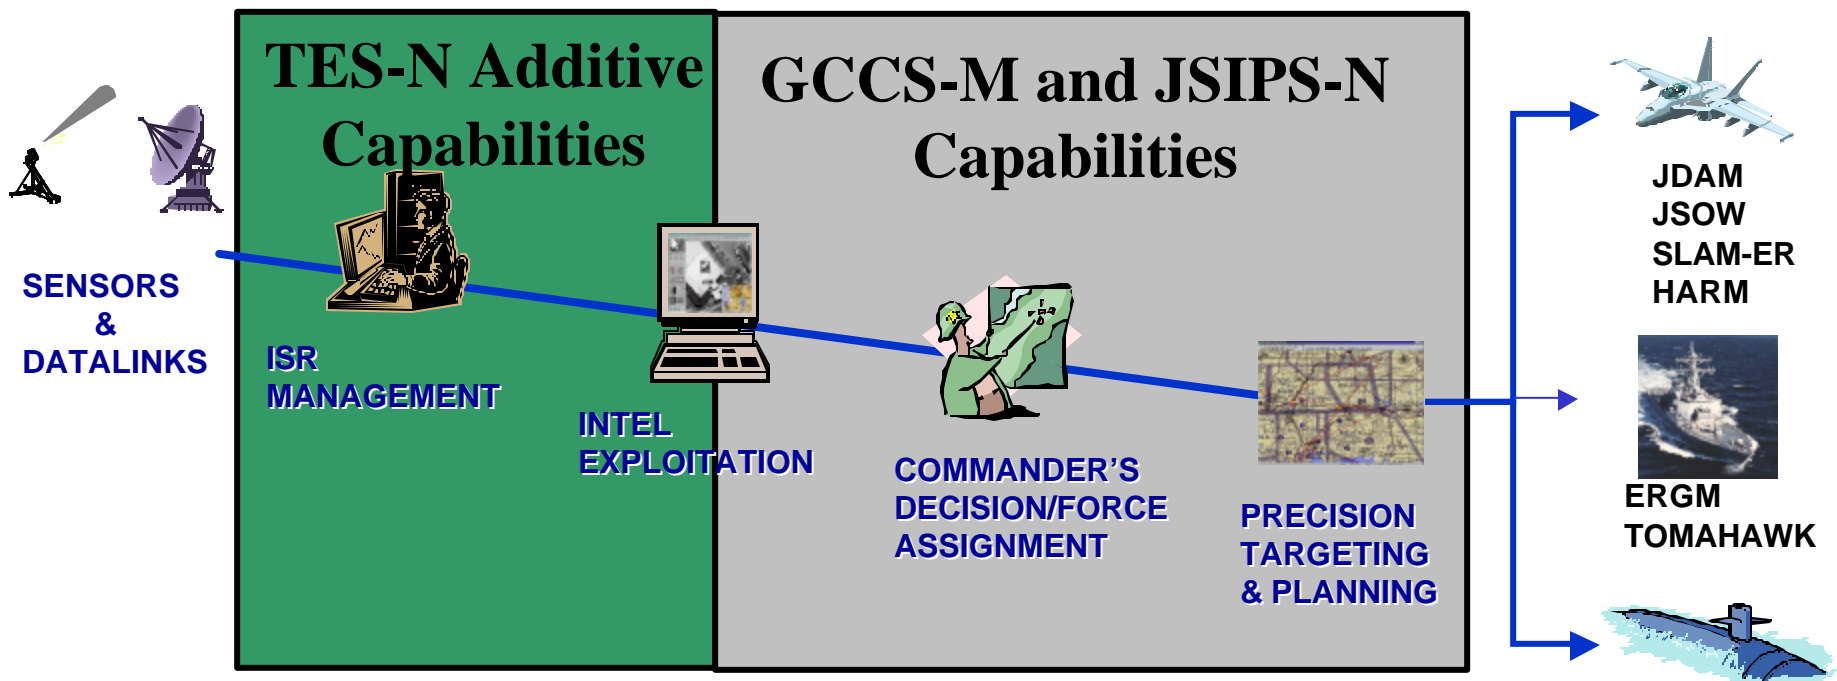 TES-N Additive
Capabilities
GCCS-M and JSIPS-N
Capabilities
SENSORS
&
DATALINKS
ISR
MANAGEMENT
INTEL
EXPLOITATION
COMMANDER’S
DECISION/FORCE
ASSIGNMENT
PRECISION
TARGETING
& PLANNING
JDAM
JSOW
SLAM-ER
HARM
ERGM
TOMAHAWK